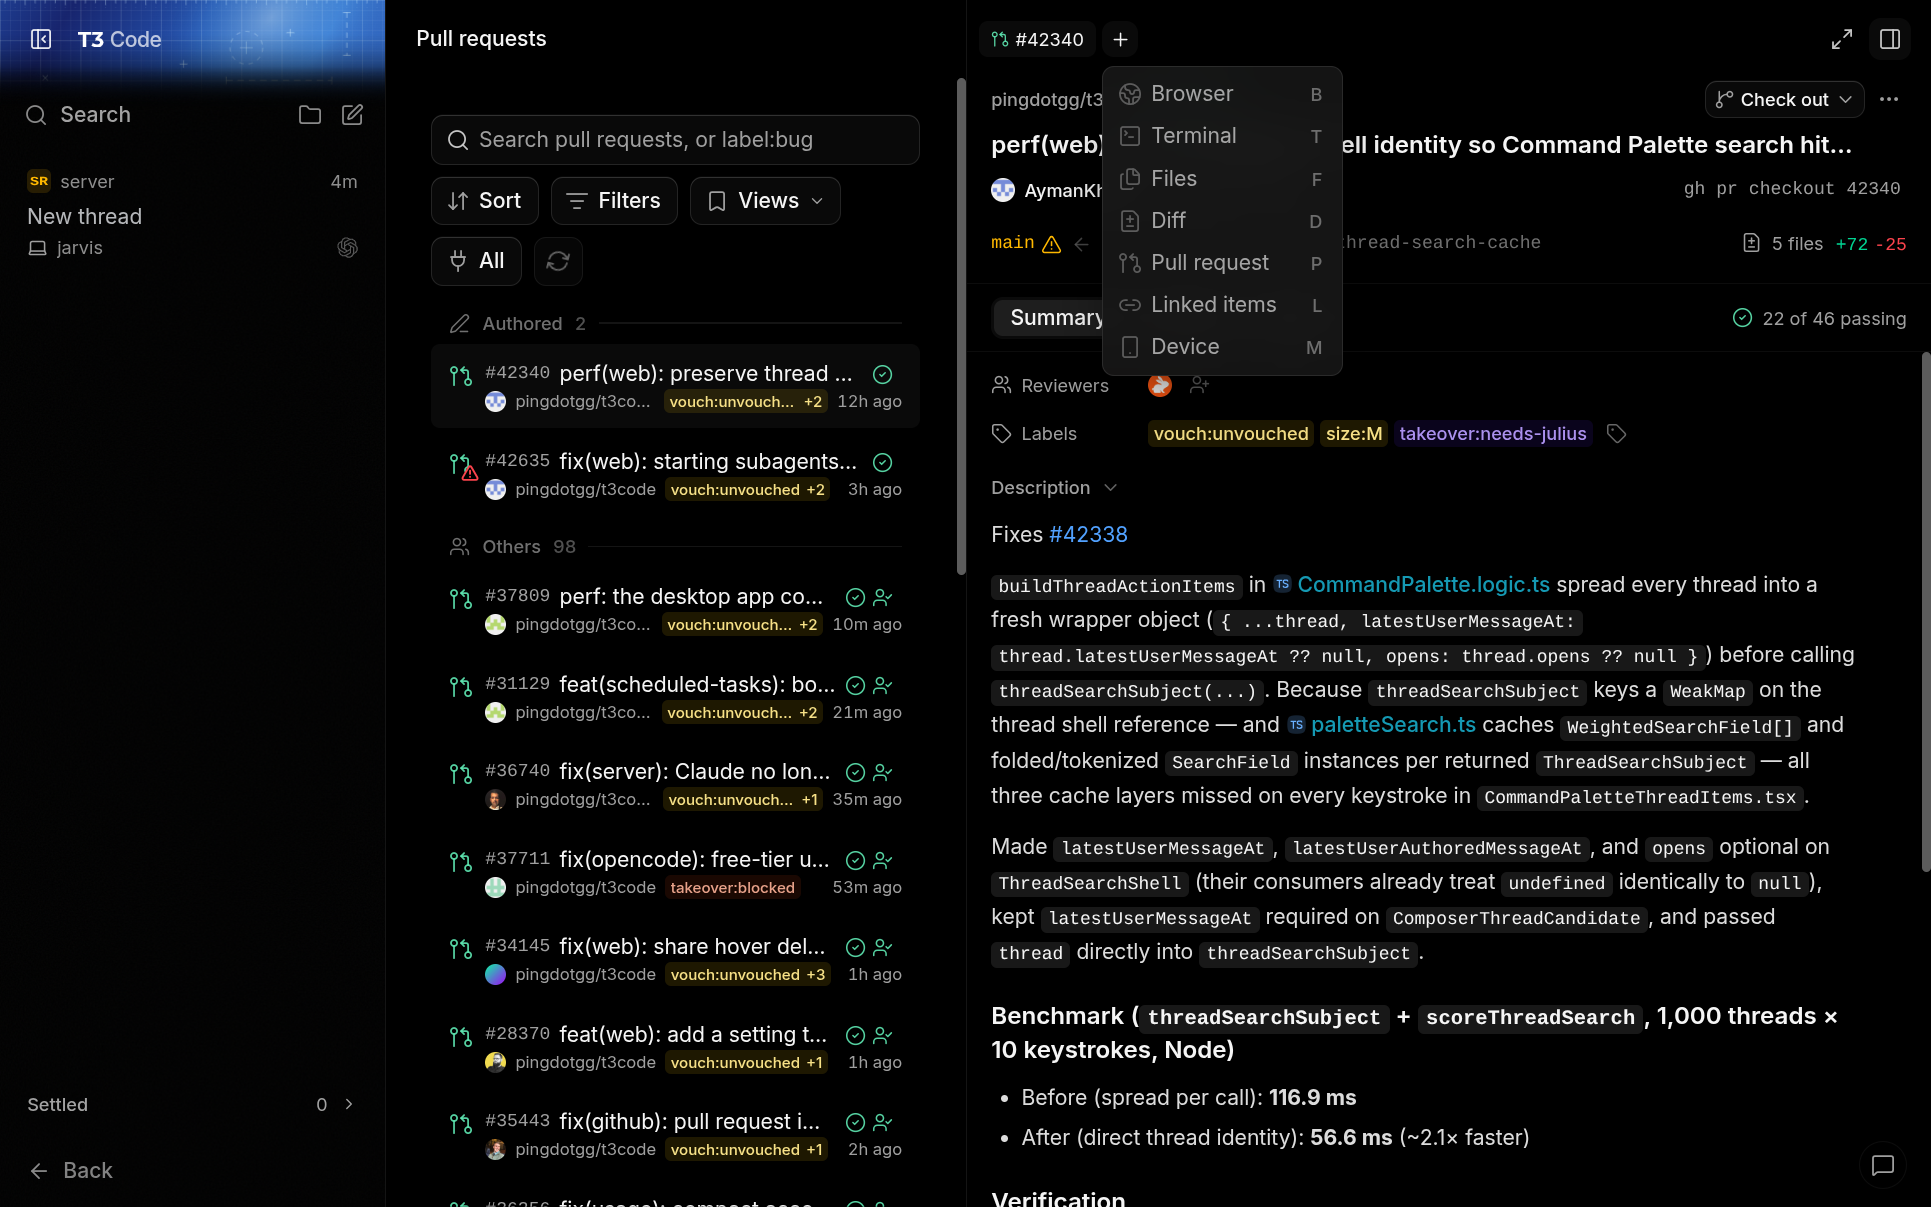 T3 Code
Search
SR server 4m
New thread
jarvis
Settled 0
Back
Pull requests
Search pull requests, or label:bug
Sort
Filters
Views
All
Authored 2
#42340 perf(web): preserve thread ...
pingdotgg/t3co... vouch:unvouch... +2 12h ago
#42635 fix(web): starting subagents...
pingdotgg/t3code vouch:unvouched +2 3h ago
Others 98
#37809 perf: the desktop app co...
pingdotgg/t3co... vouch:unvouch... +2 10m ago
#31129 feat(scheduled-tasks): bo...
pingdotgg/t3co... vouch:unvouch... +2 21m ago
#36740 fix(server): Claude no lon...
pingdotgg/t3co... vouch:unvouch... +1 35m ago
#37711 fix(opencode): free-tier u...
pingdotgg/t3code takeover:blocked 53m ago
#34145 fix(web): share hover del...
pingdotgg/t3code vouch:unvouched +3 1h ago
#28370 feat(web): add a setting t...
pingdotgg/t3code vouch:unvouched +1 1h ago
#35443 fix(github): pull request i...
pingdotgg/t3code vouch:unvouched +1 2h ago
#42340
Browser B
Terminal T
Files F
Diff D
Pull request P
Linked items L
Device M
pingdotgg/t3
Check out
perf(web) ell identity so Command Palette search hit...
AymanKh
gh pr checkout 42340
main
thread-search-cache
5 files +72 -25
Summary
22 of 46 passing
Reviewers
Labels vouch:unvouched size:M takeover:needs-julius
Description
Fixes #42338
buildThreadActionItems in TS CommandPalette.logic.ts spread every thread into a
fresh wrapper object ( { ...thread, latestUserMessageAt:
thread.latestUserMessageAt ?? null, opens: thread.opens ?? null } ) before calling
threadSearchSubject(...) . Because threadSearchSubject keys a WeakMap on the
thread shell reference — and TS paletteSearch.ts caches WeightedSearchField[] and
folded/tokenized SearchField instances per returned ThreadSearchSubject — all
three cache layers missed on every keystroke in CommandPaletteThreadItems.tsx .
Made latestUserMessageAt , latestUserAuthoredMessageAt , and opens optional on
ThreadSearchShell (their consumers already treat undefined identically to null ),
kept latestUserMessageAt required on ComposerThreadCandidate , and passed
thread directly into threadSearchSubject .
Benchmark ( threadSearchSubject + scoreThreadSearch , 1,000 threads ×
10 keystrokes, Node)
• Before (spread per call): 116.9 ms
• After (direct thread identity): 56.6 ms (~2.1× faster)
Verification